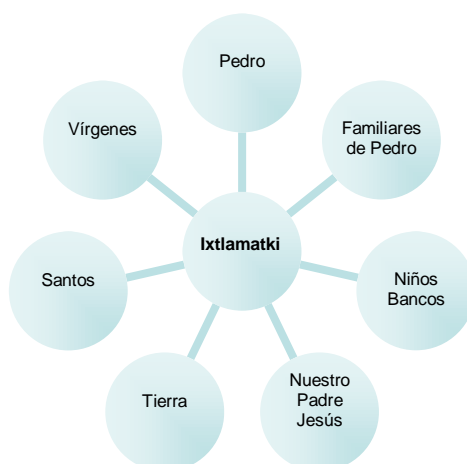 Pedro
Familiares
de Pedro
Niños
Bancos
Nuestro
Padre
Jesús
Tierra
Santos
Vírgenes
Ixtlamatki